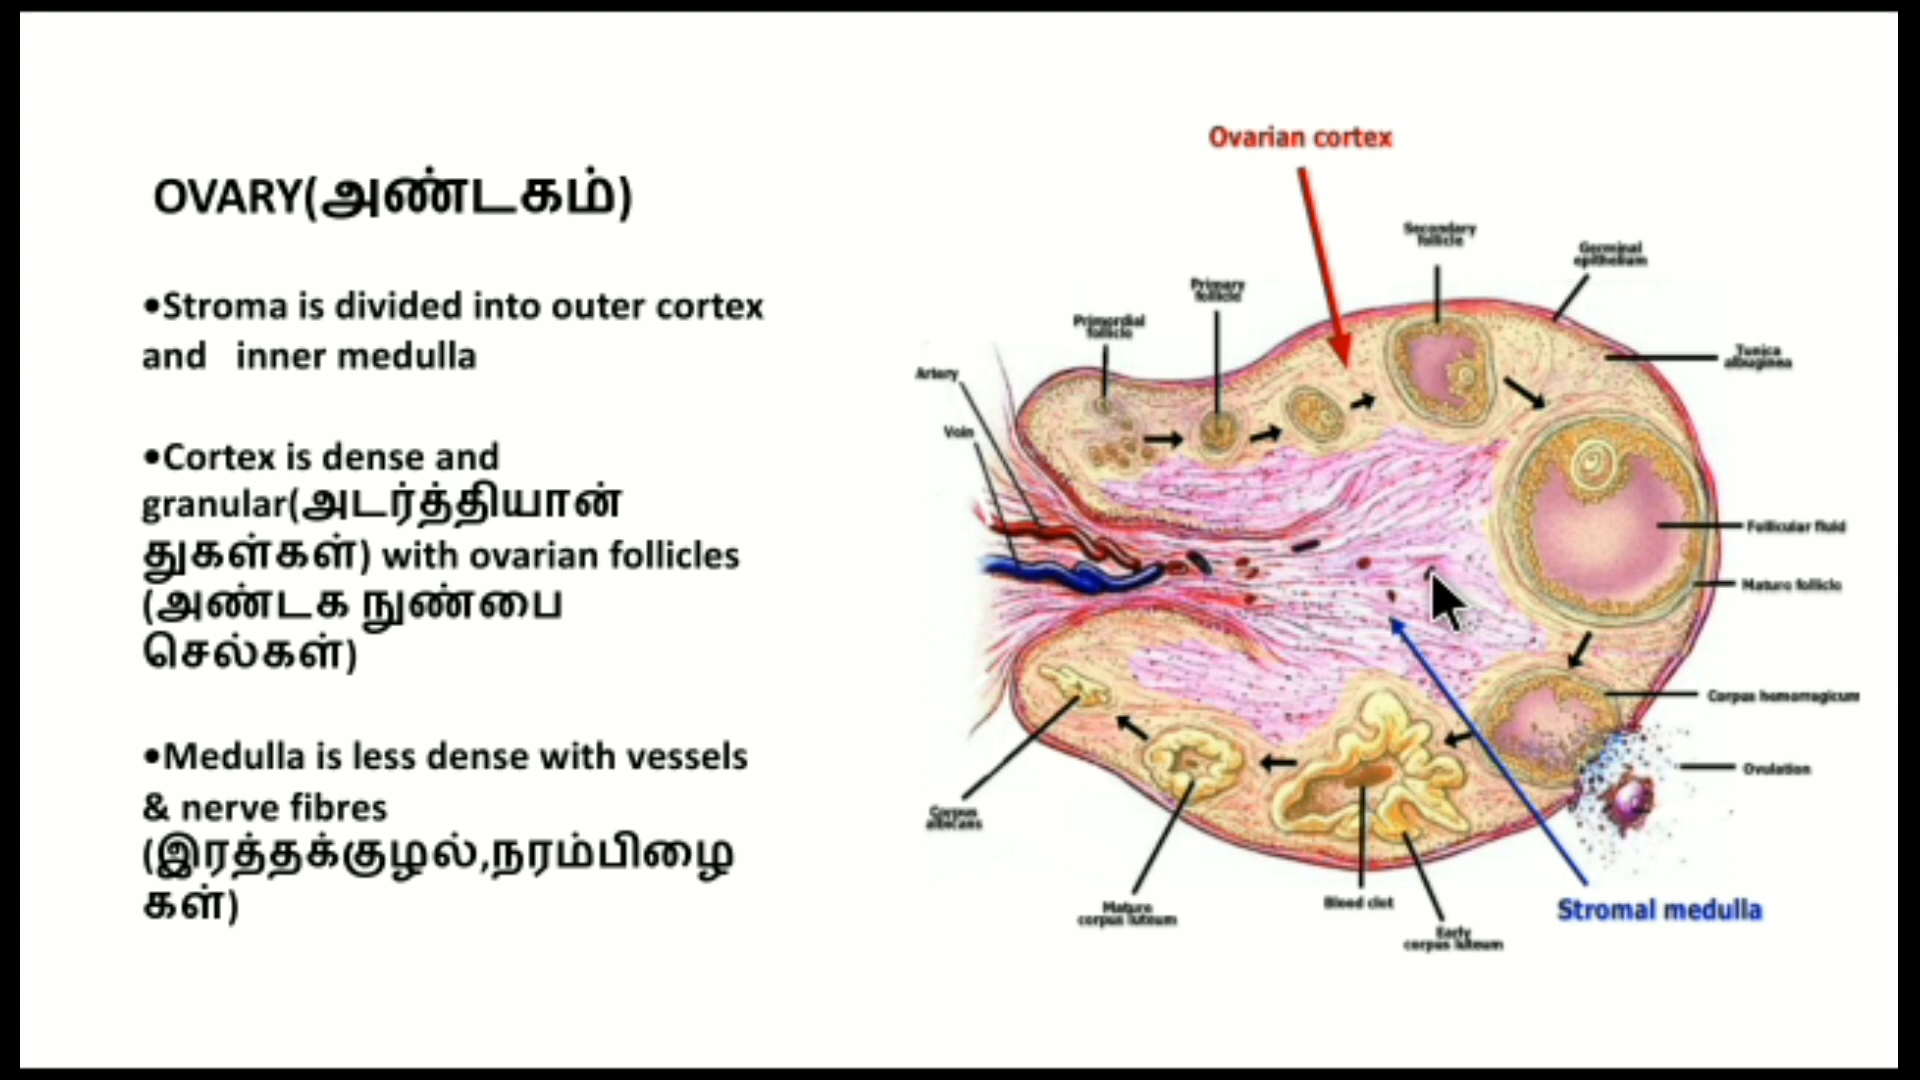 OVARY(அண்டகம்)
•Stroma is divided into outer cortex
and inner medulla
•Cortex is dense and
granular(அடர்த்தியான்
துகள்கள்) with ovarian follicles
(அண்டக நுண்பை
செல்கள்)
•Medulla is less dense with vessels
& nerve fibres
(இரத்தக்குழல்,நரம்பிழை
கள்)
Ovarian cortex
Secondary
follicle
Germinal
epithelium
Primary
follicle
Primordial
follicle
Tunica
albuginea
Artery
Vein
Follicular fluid
Mature follicle
Corpus hemorragicum
Ovulation
Corpus
albicans
Mature
corpus luteum
Blood clot
Early
corpus luteum
Stromal medulla